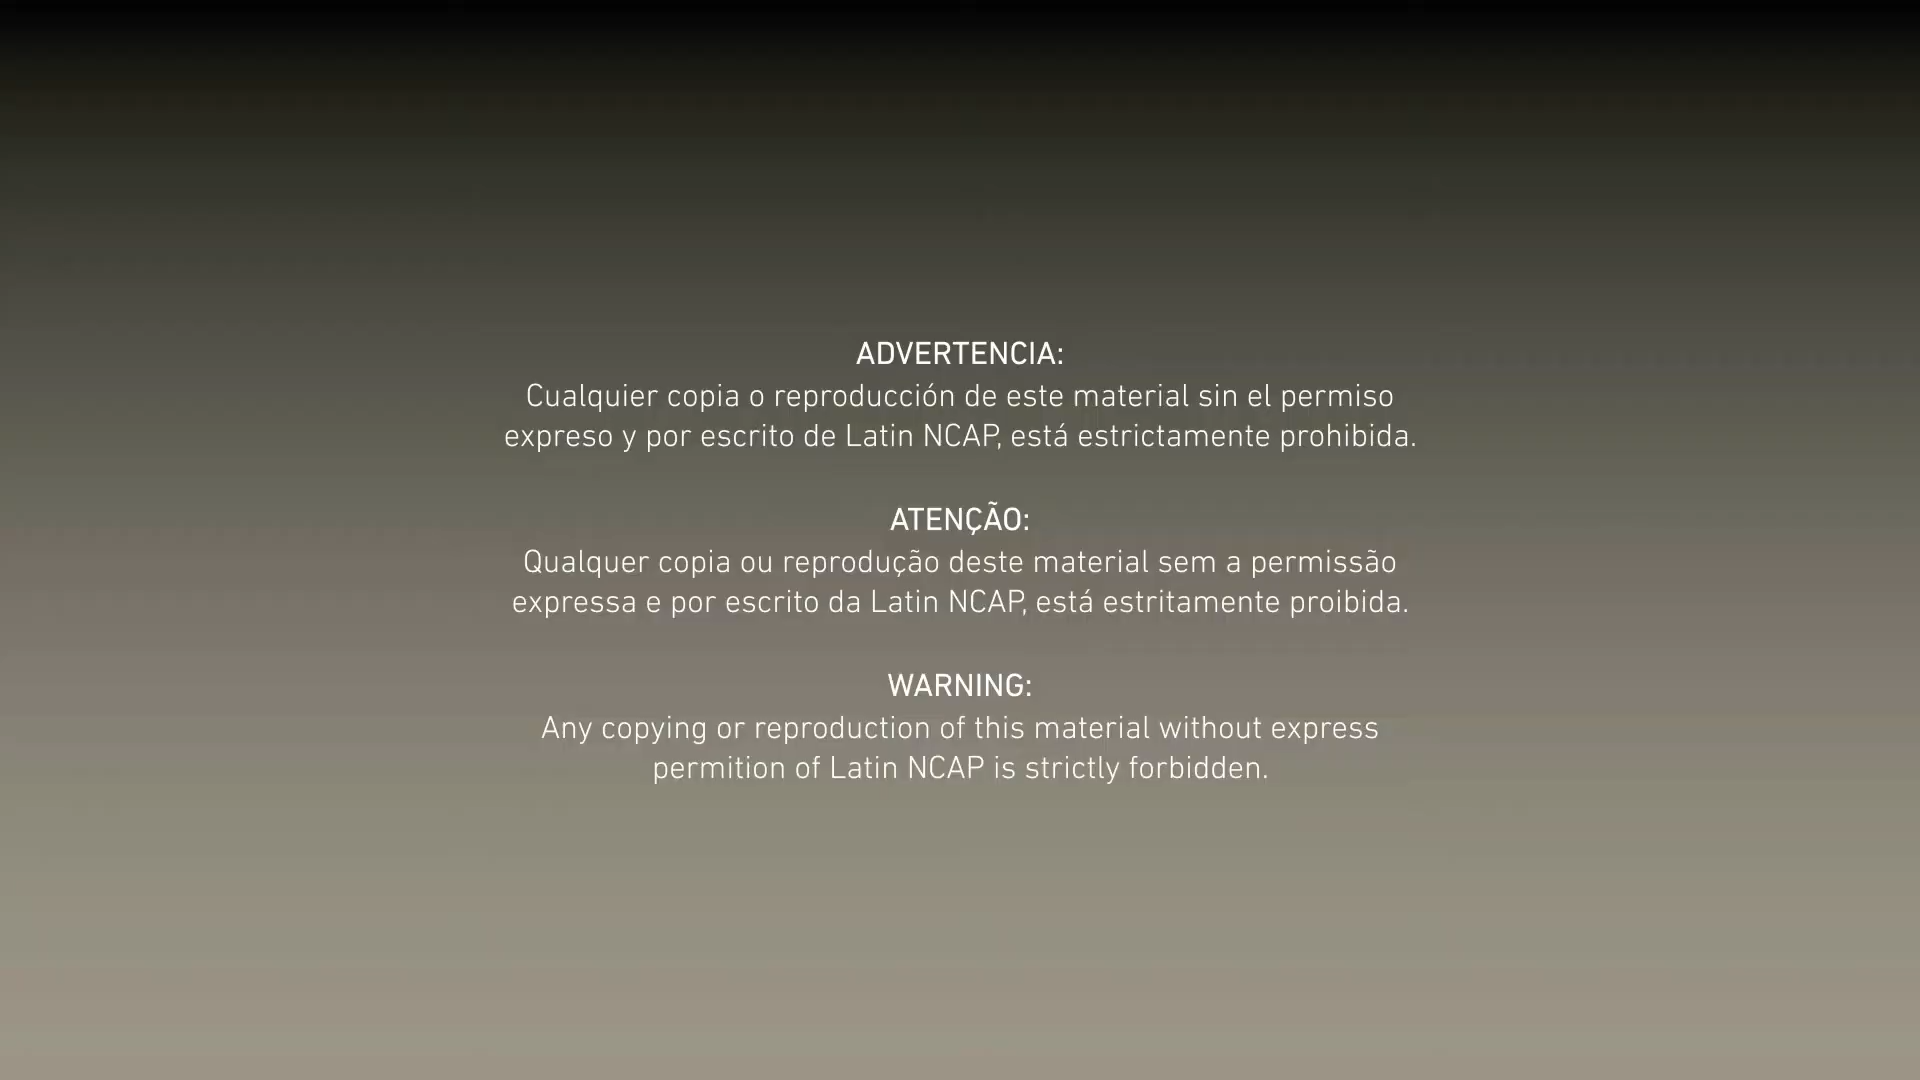 ADVERTENCIA:
Cualquier copia o reproducción de este material sin el permiso
expreso y por escrito de Latin NCAP, está estrictamente prohibida.
ATENÇÃO:
Qualquer copia ou reprodução deste material sem a permissão
expressa e por escrito da Latin NCAP, está estritamente proibida.
WARNING:
Any copying or reproduction of this material without express
permition of Latin NCAP is strictly forbidden.